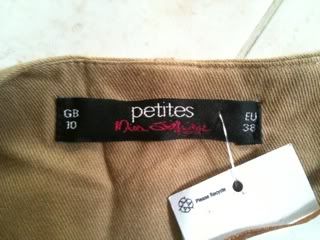 petites
Miss Selfridge
GB
10
EU
38
Please Recycle